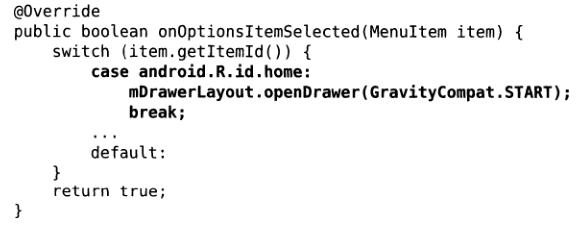 @Override
public boolean onOptionsItemSelected(MenuItem item) {
    switch (item.getItemId()) {
        case android.R.id.home:
            mDrawerLayout.openDrawer(GravityCompat.START);
            break;
        ...
        default:
    }
    return true;
}